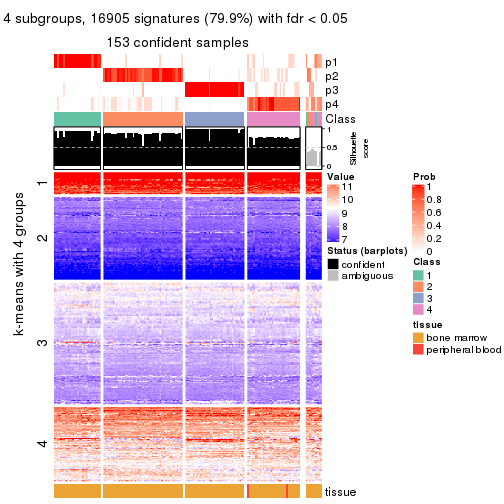 4 subgroups, 16905 signatures (79.9%) with fdr < 0.05
153 confident samples
p1
p2
p3
p4
Class
1
0.5
0
Silhouette
score
k-means with 4 groups
1
2
3
4
tissue
Value
11
10
9
8
7
Status (barplots)
confident
ambiguous
Prob
1
0.8
0.6
0.4
0.2
0
Class
1
2
3
4
tissue
bone marrow
peripheral blood